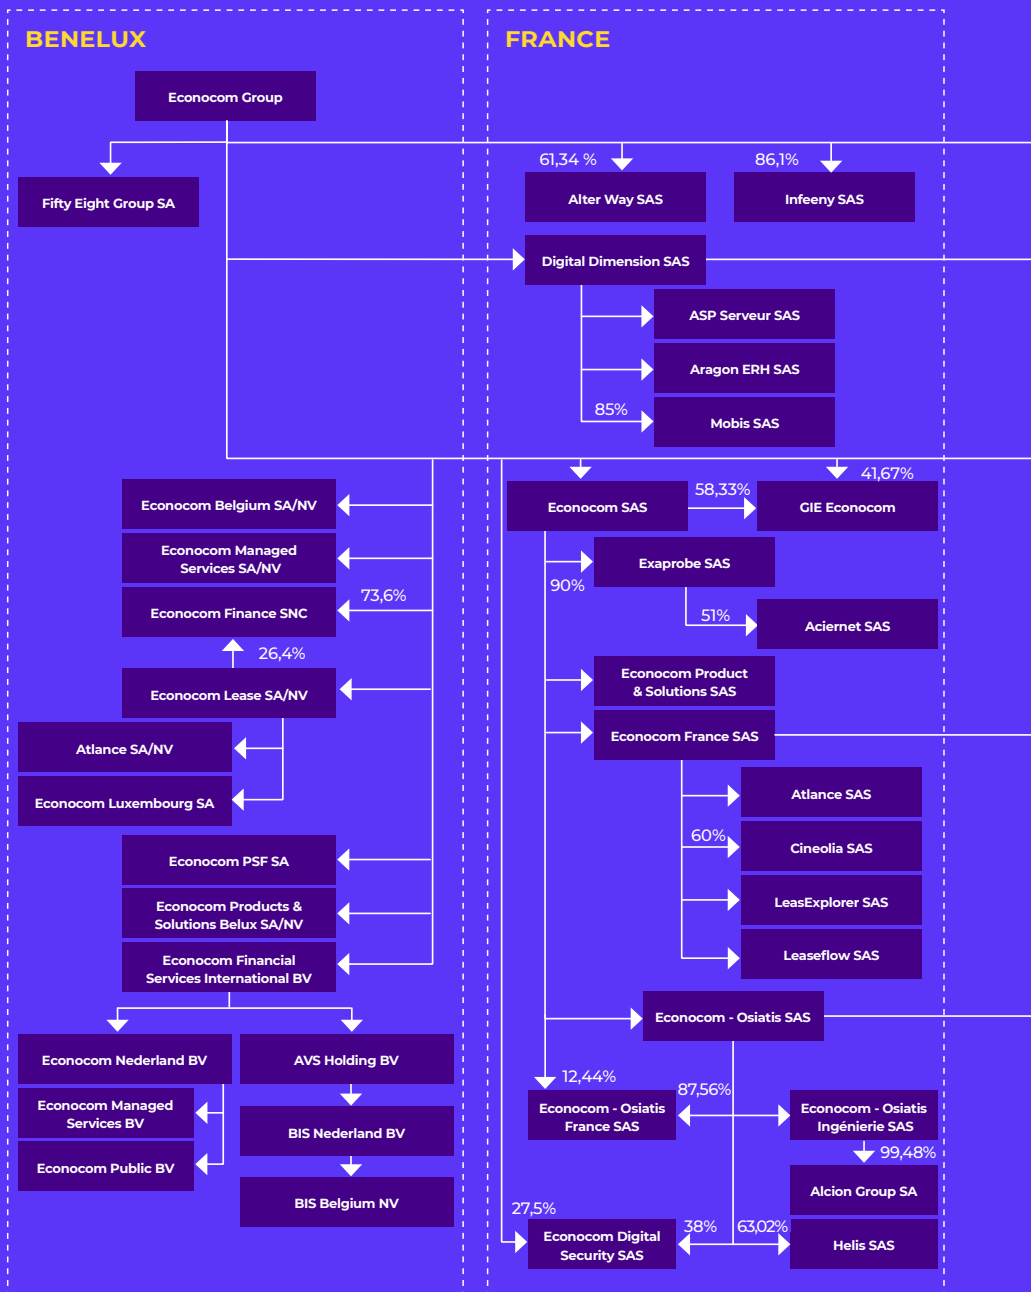 BENELUX
Econocom Group
Fifty Eight Group SA
Econocom Belgium SA/NV
Econocom Managed
Services SA/NV
73,6%
Econocom Finance SNC
26,4%
Econocom Lease SA/NV
Atlance SA/NV
Econocom Luxembourg SA
Econocom PSF SA
Econocom Products &
Solutions Belux SA/NV
Econocom Financial
Services International BV
Econocom Nederland BV
AVS Holding BV
Econocom Managed
Services BV
BIS Nederland BV
Econocom Public BV
BIS Belgium NV
FRANCE
61,34 %
86,1%
Alter Way SAS
Infeeny SAS
Digital Dimension SAS
ASP Serveur SAS
Aragon ERH SAS
85%
Mobis SAS
41,67%
58,33%
Econocom SAS
GIE Econocom
Exaprobe SAS
90%
51%
Aciernet SAS
Econocom Product
& Solutions SAS
Econocom France SAS
Atlance SAS
60%
Cineolia SAS
LeasExplorer SAS
Leaseflow SAS
Econocom - Osiatis SAS
12,44%
87,56%
Econocom - Osiatis
France SAS
Econocom - Osiatis
Ingénierie SAS
99,48%
Alcion Group SA
27,5%
38%
63,02%
Econocom Digital
Security SAS
Helis SAS